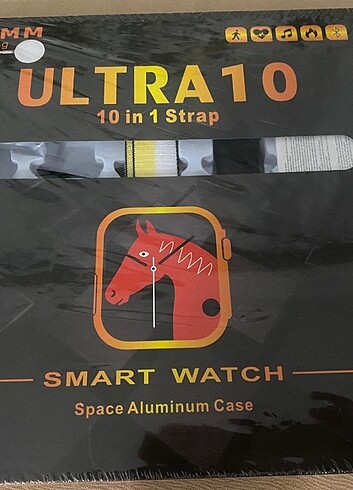 MM
g
ULTRA10
10 in 1 Strap
SMART WATCH
Space Aluminum Case